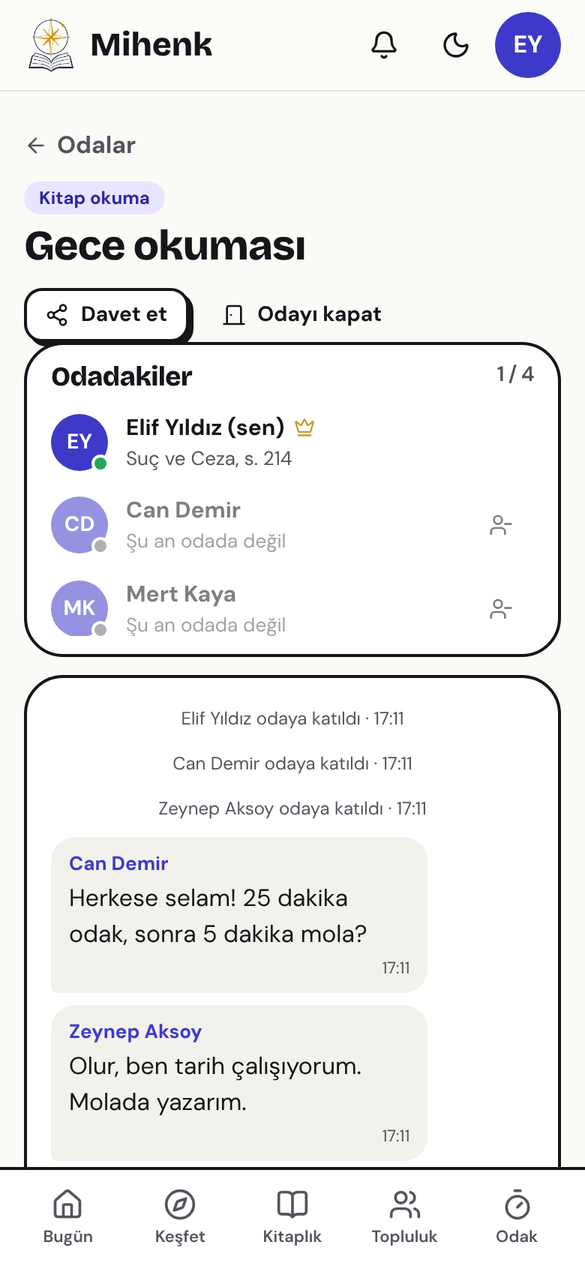 Mihenk
EY
Odalar
Kitap okuma
Gece okuması
Davet et
Odayı kapat
Odadakiler
1 / 4
EY
Elif Yıldız (sen)
Suç ve Ceza, s. 214
CD
Can Demir
Şu an odada değil
MK
Mert Kaya
Şu an odada değil
Elif Yıldız odaya katıldı · 17:11
Can Demir odaya katıldı · 17:11
Zeynep Aksoy odaya katıldı · 17:11
Can Demir
Herkese selam! 25 dakika
odak, sonra 5 dakika mola?
17:11
Zeynep Aksoy
Olur, ben tarih çalışıyorum.
Molada yazarım.
17:11
Bugün
Keşfet
Kitaplık
Topluluk
Odak